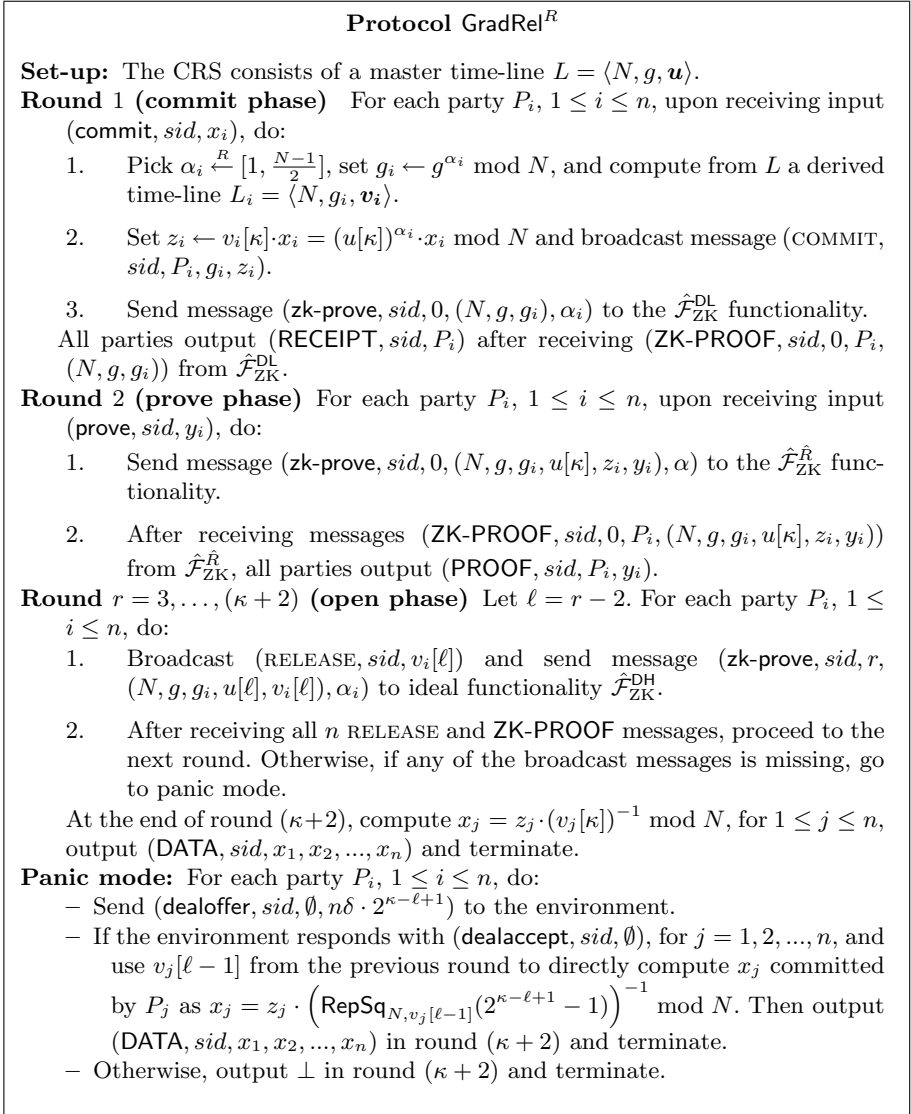 Protocol GradRel^R
Set-up: The CRS consists of a master time-line L = ⟨N, g, u⟩.
Round 1 (commit phase) For each party P_i, 1 ≤ i ≤ n, upon receiving input
(commit, sid, x_i), do:
1. Pick α_i ←^R [1, (N−1)/2], set g_i ← g^{α_i} mod N, and compute from L a derived
time-line L_i = ⟨N, g_i, v_i⟩.
2. Set z_i ← v_i[κ]·x_i = (u[κ])^{α_i}·x_i mod N and broadcast message (COMMIT,
sid, P_i, g_i, z_i).
3. Send message (zk-prove, sid, 0, (N, g, g_i), α_i) to the F̂_ZK^DL functionality.
All parties output (RECEIPT, sid, P_i) after receiving (ZK-PROOF, sid, 0, P_i,
(N, g, g_i)) from F̂_ZK^DL.
Round 2 (prove phase) For each party P_i, 1 ≤ i ≤ n, upon receiving input
(prove, sid, y_i), do:
1. Send message (zk-prove, sid, 0, (N, g, g_i, u[κ], z_i, y_i), α) to the F̂_ZK^R̂ func-
tionality.
2. After receiving messages (ZK-PROOF, sid, 0, P_i, (N, g, g_i, u[κ], z_i, y_i))
from F̂_ZK^R̂, all parties output (PROOF, sid, P_i, y_i).
Round r = 3, . . . , (κ + 2) (open phase) Let ℓ = r − 2. For each party P_i, 1 ≤
i ≤ n, do:
1. Broadcast (RELEASE, sid, v_i[ℓ]) and send message (zk-prove, sid, r,
(N, g, g_i, u[ℓ], v_i[ℓ]), α_i) to ideal functionality F̂_ZK^DH.
2. After receiving all n RELEASE and ZK-PROOF messages, proceed to the
next round. Otherwise, if any of the broadcast messages is missing, go
to panic mode.
At the end of round (κ+2), compute x_j = z_j·(v_j[κ])^{−1} mod N, for 1 ≤ j ≤ n,
output (DATA, sid, x_1, x_2, ..., x_n) and terminate.
Panic mode: For each party P_i, 1 ≤ i ≤ n, do:
– Send (dealoffer, sid, ∅, nδ · 2^{κ−ℓ+1}) to the environment.
– If the environment responds with (dealaccept, sid, ∅), for j = 1, 2, ..., n, and
use v_j[ℓ − 1] from the previous round to directly compute x_j committed
by P_j as x_j = z_j · (RepSq_{N,v_j[ℓ−1]}(2^{κ−ℓ+1} − 1))^{−1} mod N. Then output
(DATA, sid, x_1, x_2, ..., x_n) in round (κ + 2) and terminate.
– Otherwise, output ⊥ in round (κ + 2) and terminate.